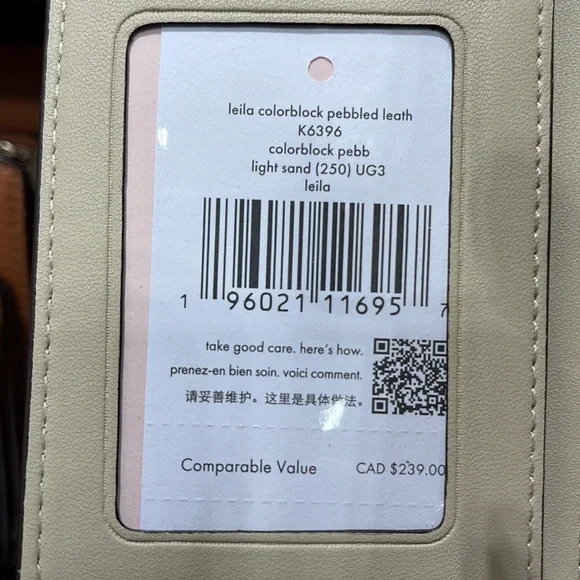 leila colorblock pebbled leath
K6396
colorblock pebb
light sand (250) UG3
leila
1 96021 11695 7
take good care. here's how.
prenez-en bien soin. voici comment.
请妥善维护。这里是具体做法。
Comparable Value CAD $239.00